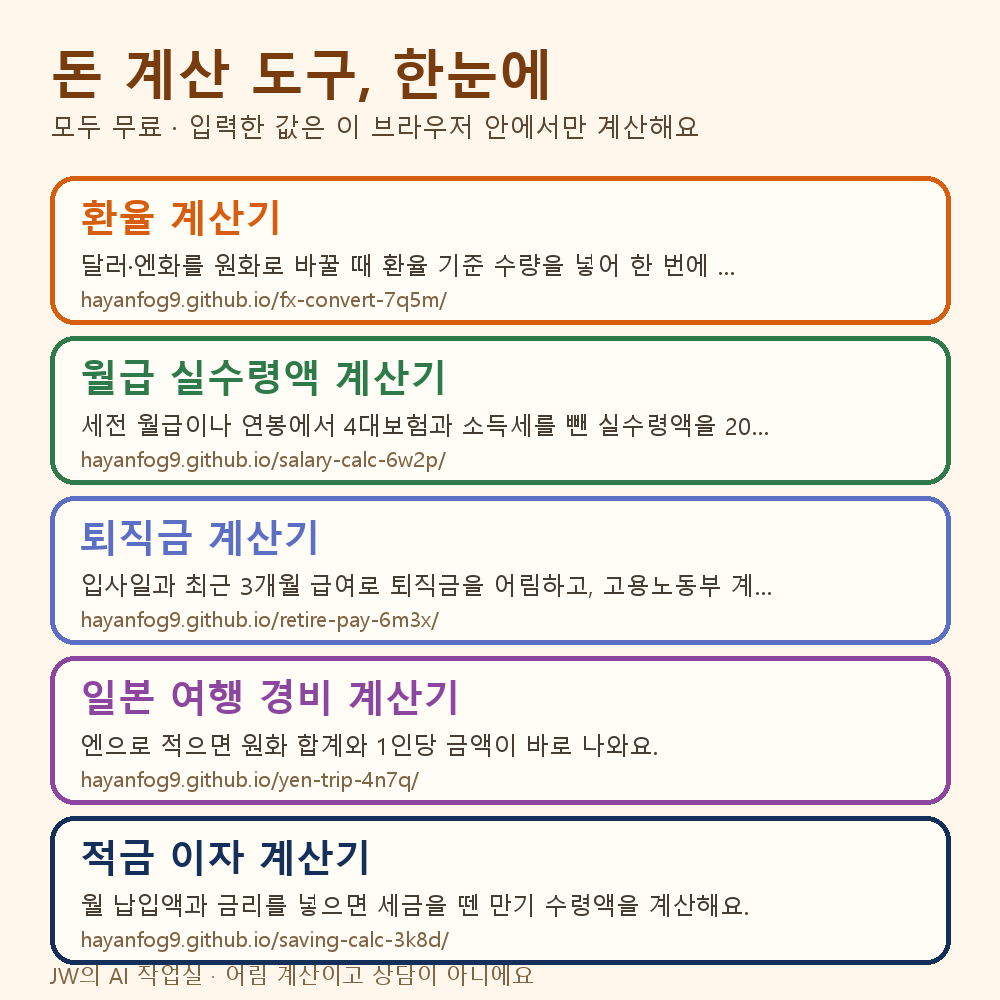 돈 계산 도구, 한눈에
모두 무료 · 입력한 값은 이 브라우저 안에서만 계산해요
환율 계산기
달러·엔화를 원화로 바꿀 때 환율 기준 수량을 넣어 한 번에 ...
hayanfog9.github.io/fx-convert-7q5m/
월급 실수령액 계산기
세전 월급이나 연봉에서 4대보험과 소득세를 뺀 실수령액을 20...
hayanfog9.github.io/salary-calc-6w2p/
퇴직금 계산기
입사일과 최근 3개월 급여로 퇴직금을 어림하고, 고용노동부 계...
hayanfog9.github.io/retire-pay-6m3x/
일본 여행 경비 계산기
엔으로 적으면 원화 합계와 1인당 금액이 바로 나와요.
hayanfog9.github.io/yen-trip-4n7q/
적금 이자 계산기
월 납입액과 금리를 넣으면 세금을 뗀 만기 수령액을 계산해요.
hayanfog9.github.io/saving-calc-3k8d/
JW의 AI 작업실 · 어림 계산이고 상담이 아니에요